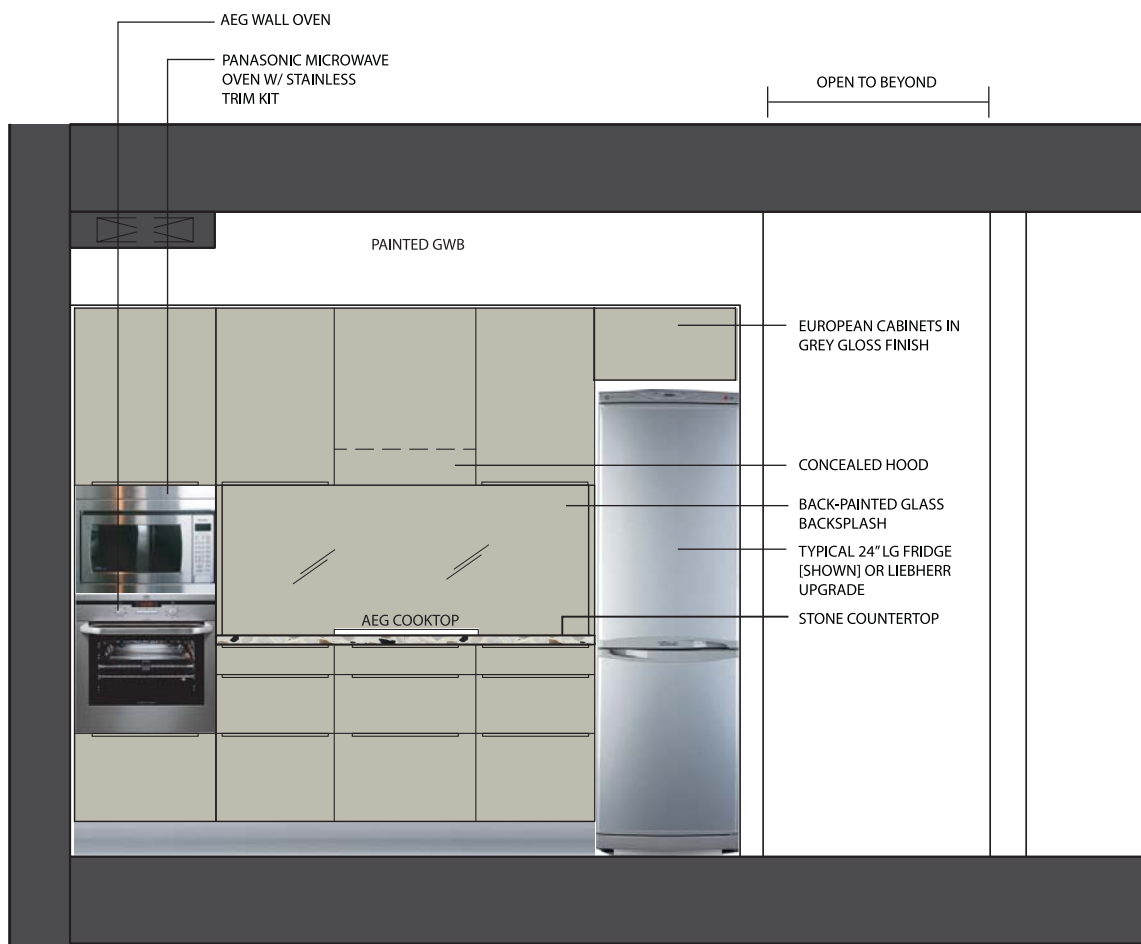 AEG WALL OVEN
PANASONIC MICROWAVE
OVEN W/ STAINLESS
TRIM KIT
OPEN TO BEYOND
PAINTED GWB
EUROPEAN CABINETS IN
GREY GLOSS FINISH
CONCEALED HOOD
BACK-PAINTED GLASS
BACKSPLASH
TYPICAL 24" LG FRIDGE
[SHOWN] OR LIEBHERR
UPGRADE
AEG COOKTOP
STONE COUNTERTOP